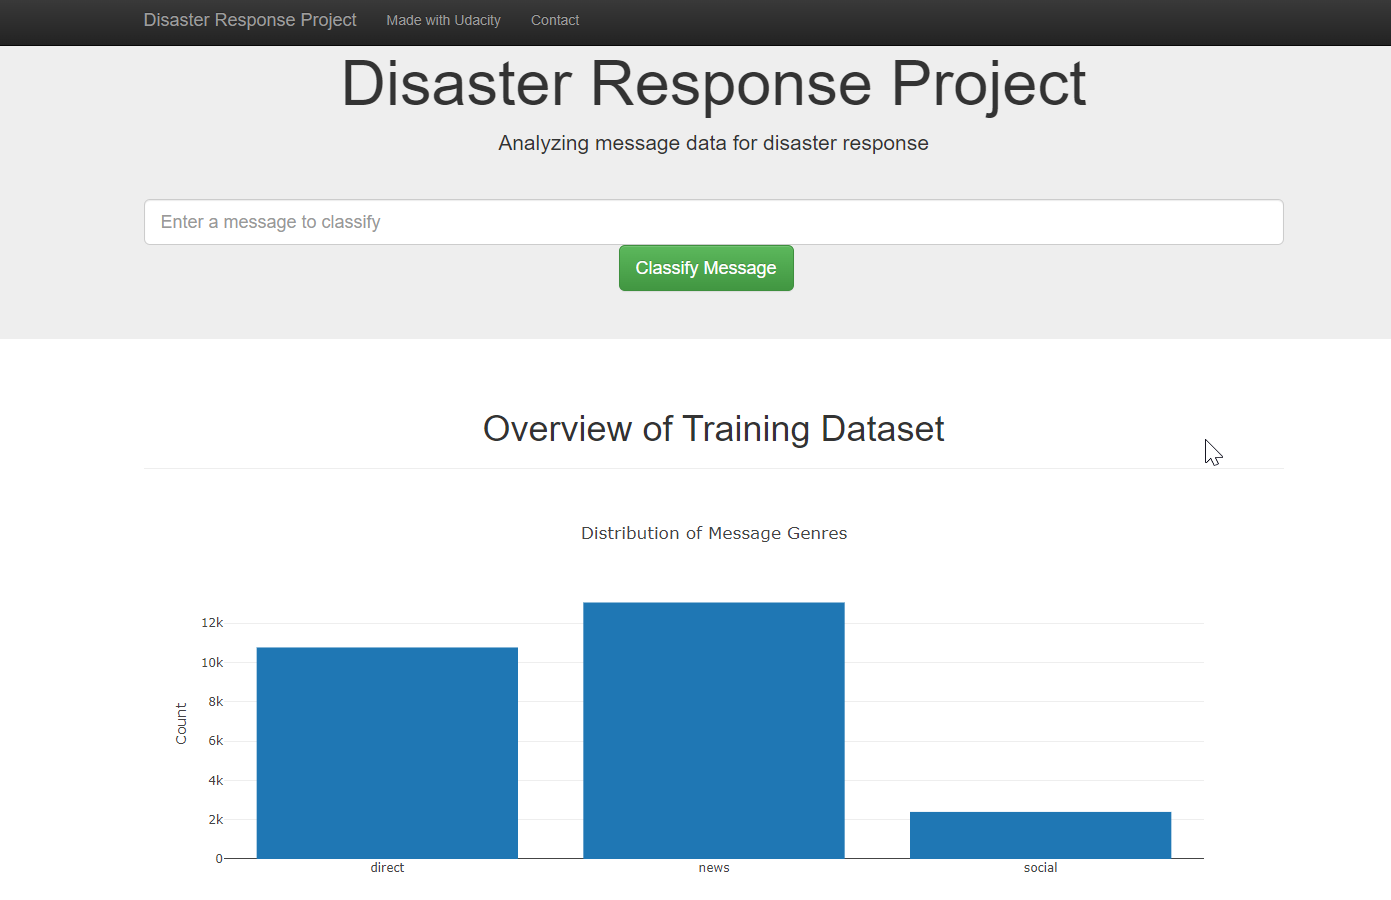 Disaster Response Project Made with Udacity Contact
Disaster Response Project
Analyzing message data for disaster response
Enter a message to classify
Classify Message
Overview of Training Dataset
Distribution of Message Genres
12k
10k
8k
6k
4k
2k
0
Count
direct news social